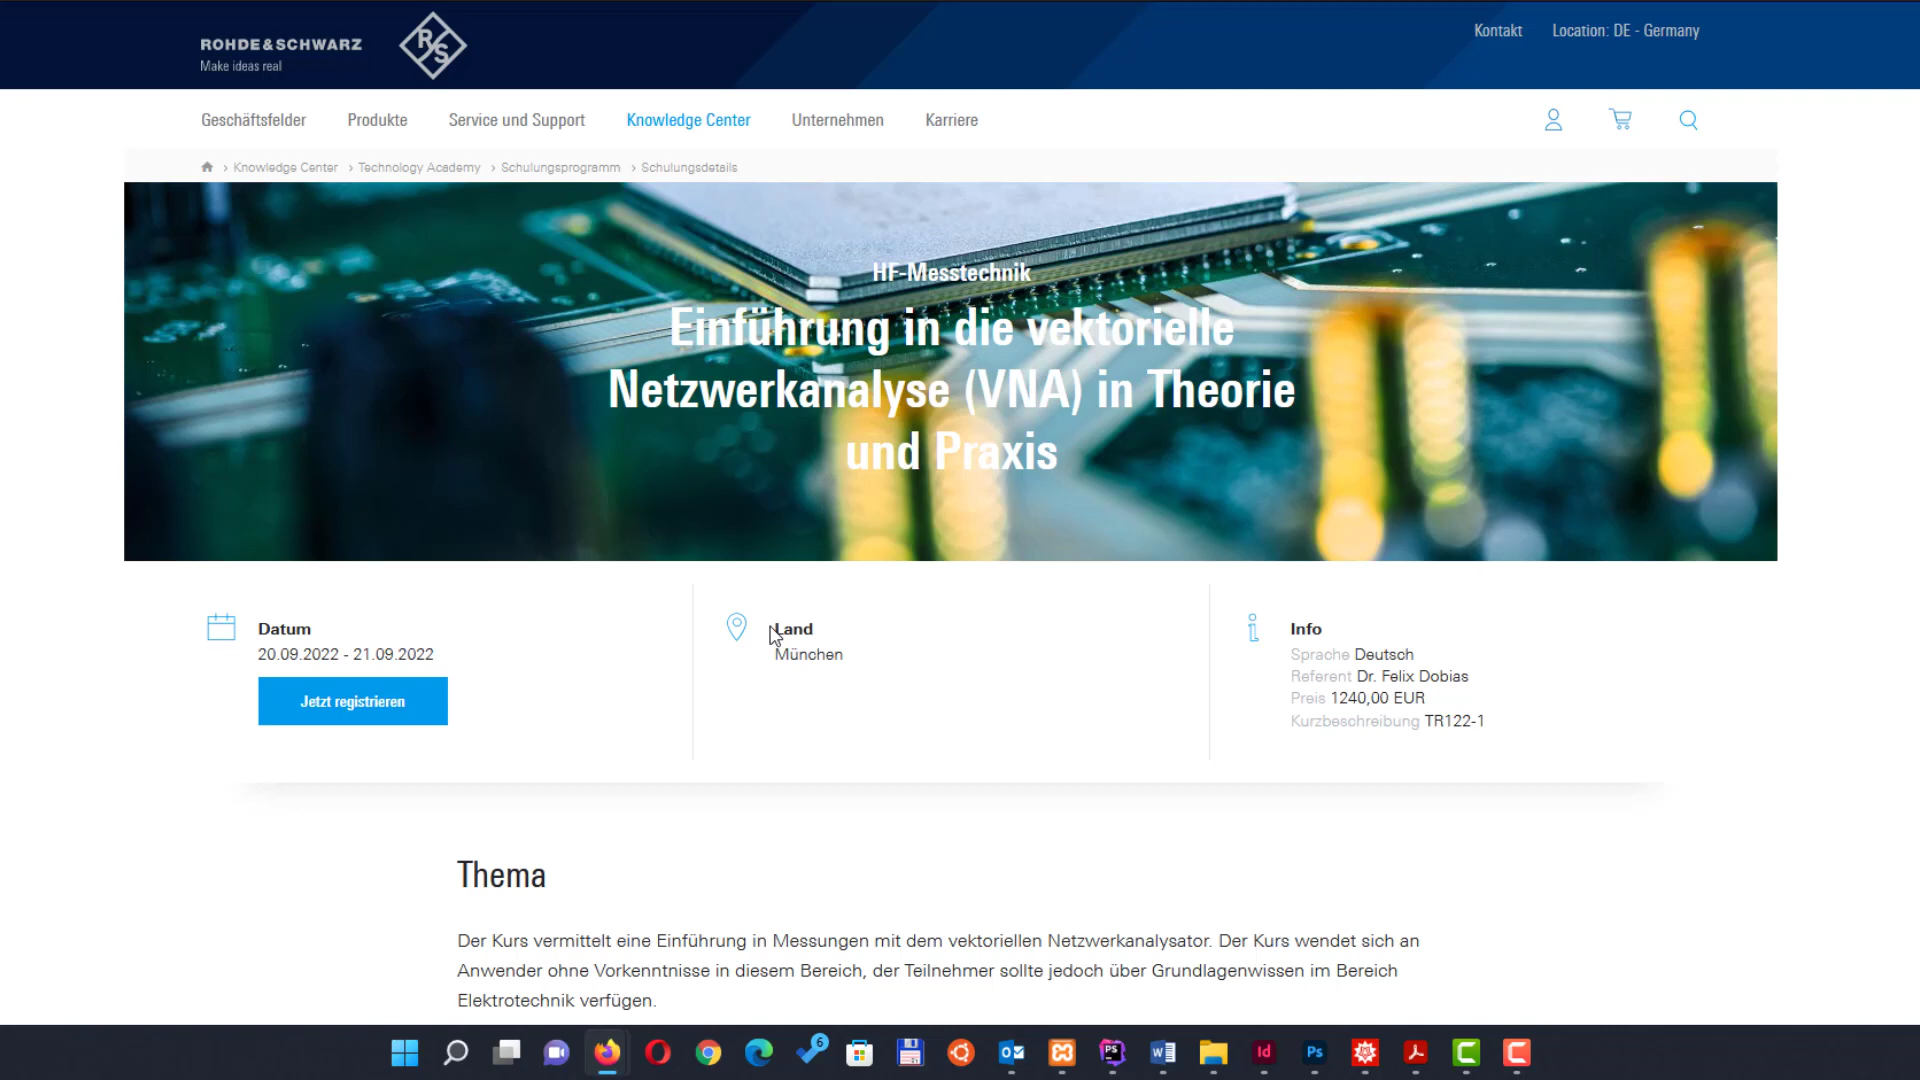 ROHDE&SCHWARZ
Make ideas real
R S
Kontakt
Location: DE - Germany
Geschäftsfelder
Produkte
Service und Support
Knowledge Center
Unternehmen
Karriere
Knowledge Center
Technology Academy
Schulungsprogramm
Schulungsdetails
HF-Messtechnik
Einführung in die vektorielle
Netzwerkanalyse (VNA) in Theorie
und Praxis
Datum
20.09.2022 - 21.09.2022
Jetzt registrieren
Land
München
Info
Sprache Deutsch
Referent Dr. Felix Dobias
Preis 1240,00 EUR
Kurzbeschreibung TR122-1
Thema
Der Kurs vermittelt eine Einführung in Messungen mit dem vektoriellen Netzwerkanalysator. Der Kurs wendet sich an
Anwender ohne Vorkenntnisse in diesem Bereich, der Teilnehmer sollte jedoch über Grundlagenwissen im Bereich
Elektrotechnik verfügen.
6
PS
Id
Ps